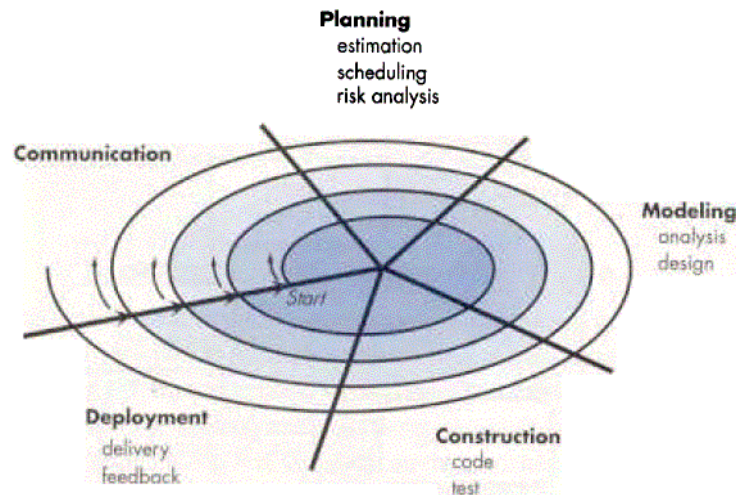 Planning
estimation
scheduling
risk analysis
Communication
Modeling
analysis
design
Start
Deployment
delivery
feedback
Construction
code
test